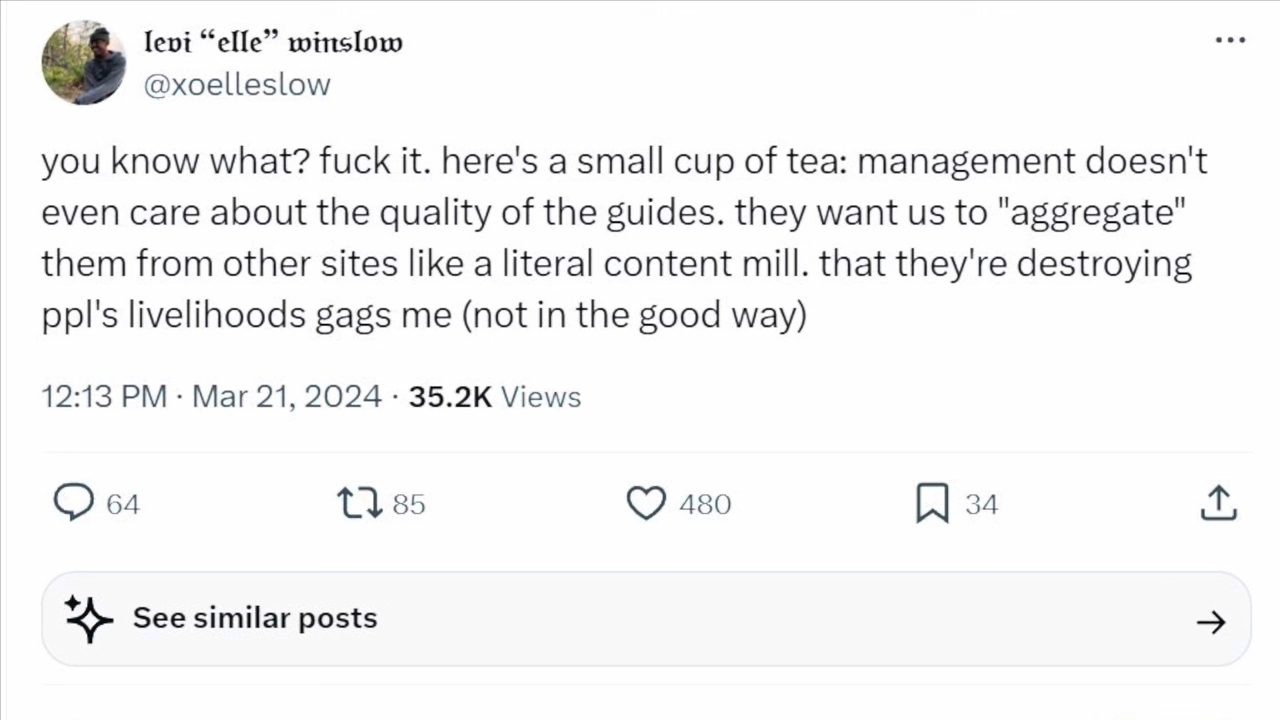 levi “elle” winslow
@xoelleslow
you know what? fuck it. here's a small cup of tea: management doesn't
even care about the quality of the guides. they want us to "aggregate"
them from other sites like a literal content mill. that they're destroying
ppl's livelihoods gags me (not in the good way)
12:13 PM · Mar 21, 2024 · 35.2K Views
64 85 480 34
See similar posts